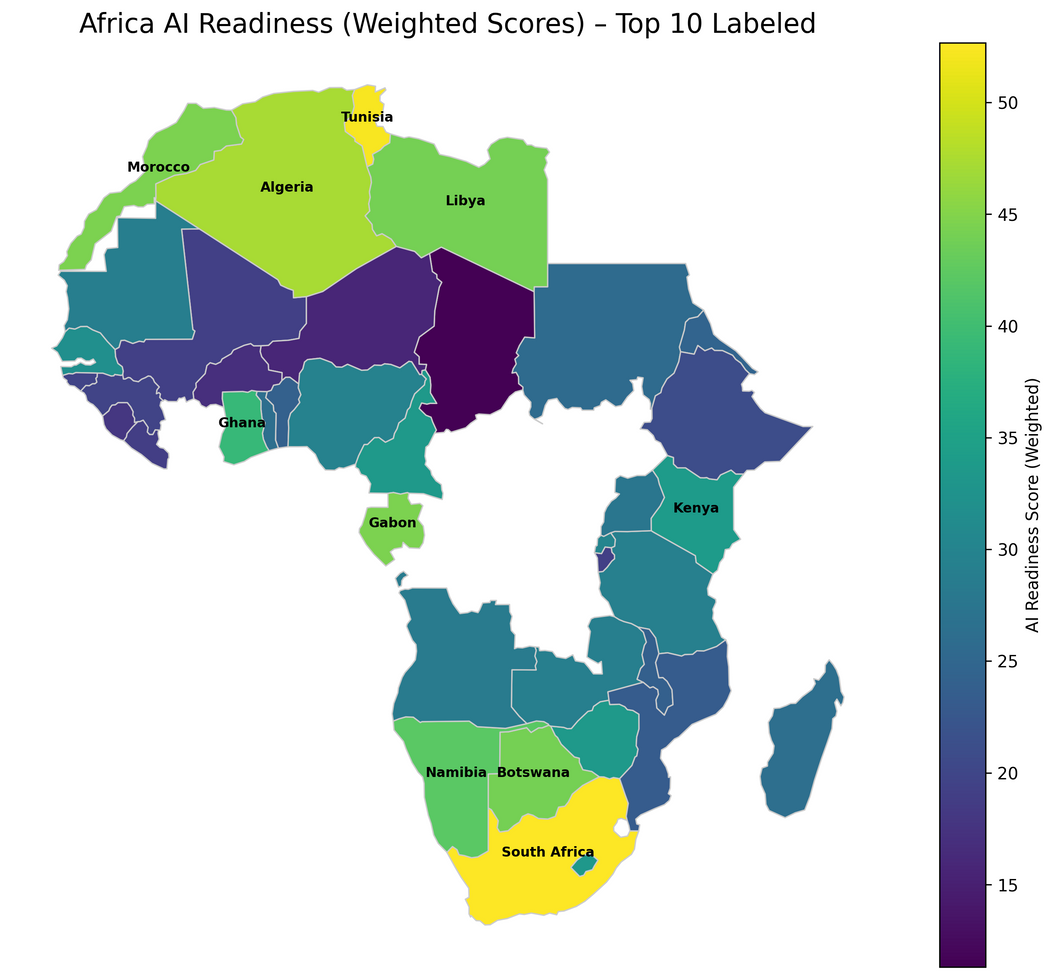 Africa AI Readiness (Weighted Scores) – Top 10 Labeled
Tunisia
Morocco
Algeria
Libya
Ghana
Gabon
Kenya
Namibia
Botswana
South Africa
50
45
40
35
30
25
20
15
AI Readiness Score (Weighted)